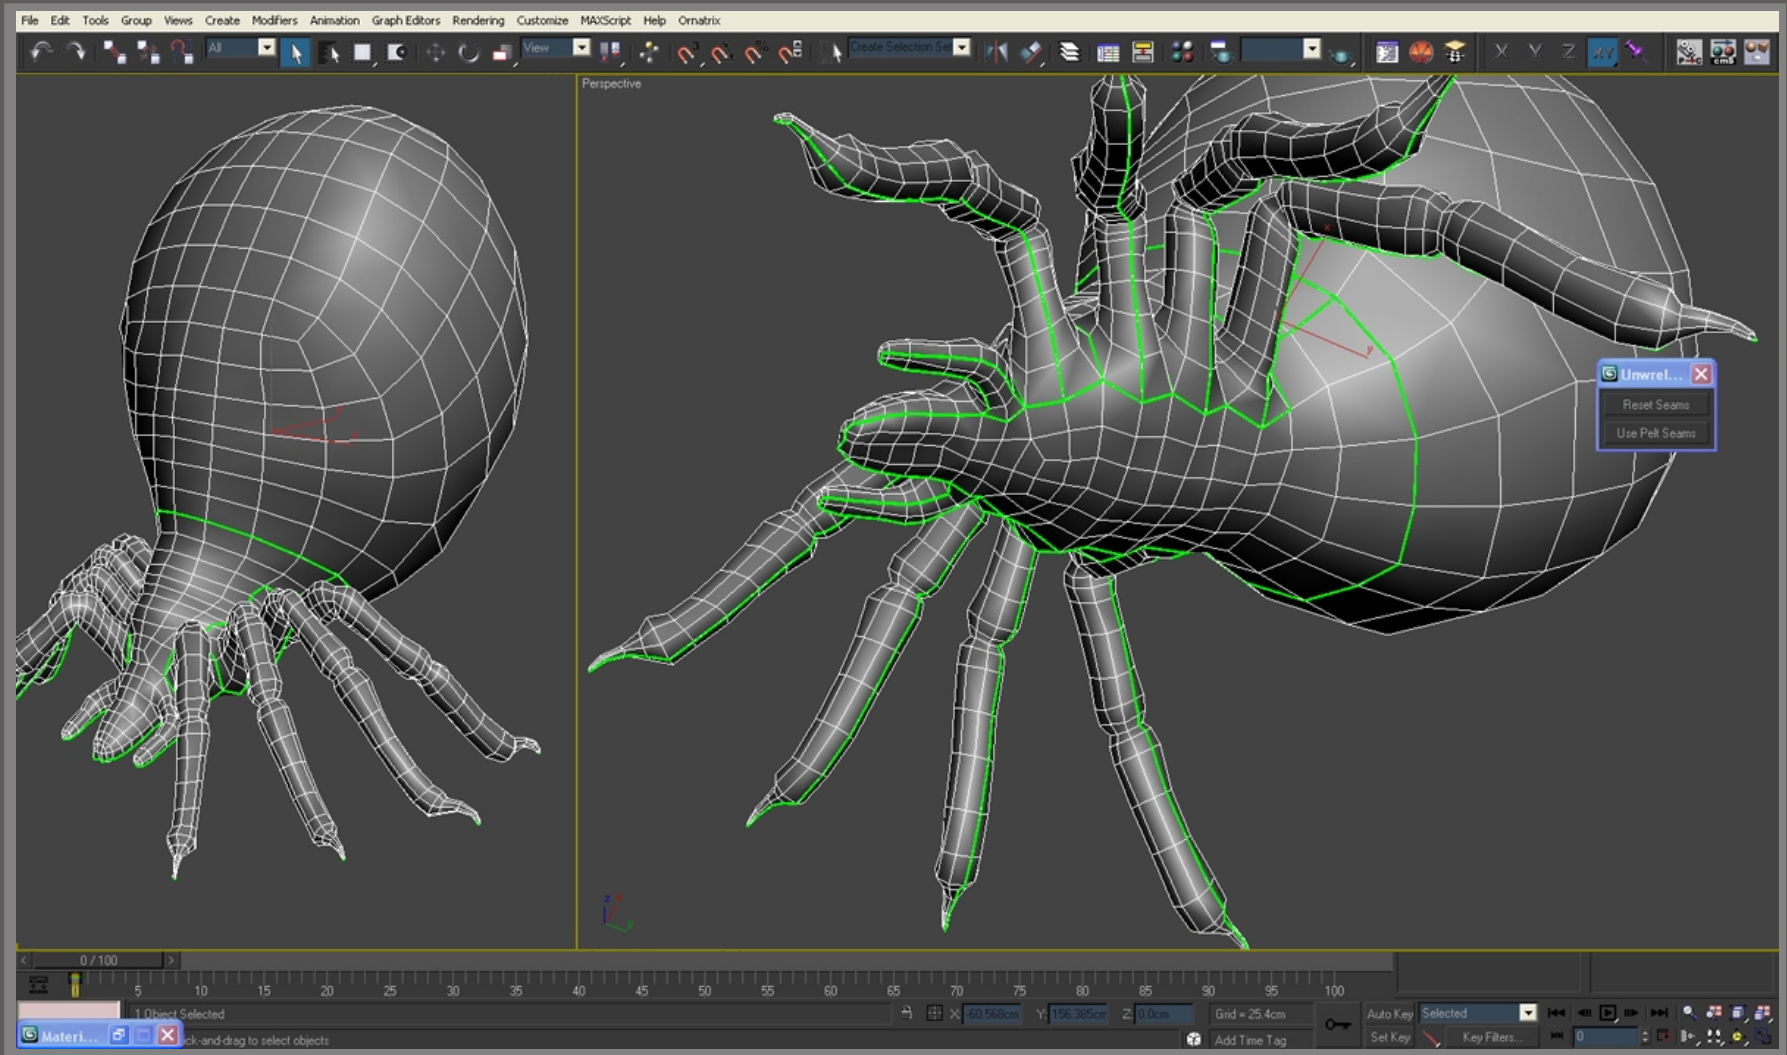 File Edit Tools Group Views Create Modifiers Animation Graph Editors Rendering Customize MAXScript Help Ornatrix
All View Create Selection Set X Y Z XY
Perspective
x
y
Unwrel...
Reset Seams
Use Pelt Seams
z x
y
< 0 / 100 >
0 5 10 15 20 25 30 35 40 45 50 55 60 65 70 75 80 85 90 95 100
1 Object Selected X: -60.568cm Y: 156.385cm Z: 0.0cm Grid = 25.4cm Auto Key Selected
Materi... ick-and-drag to select objects Add Time Tag Set Key Key Filters... 0